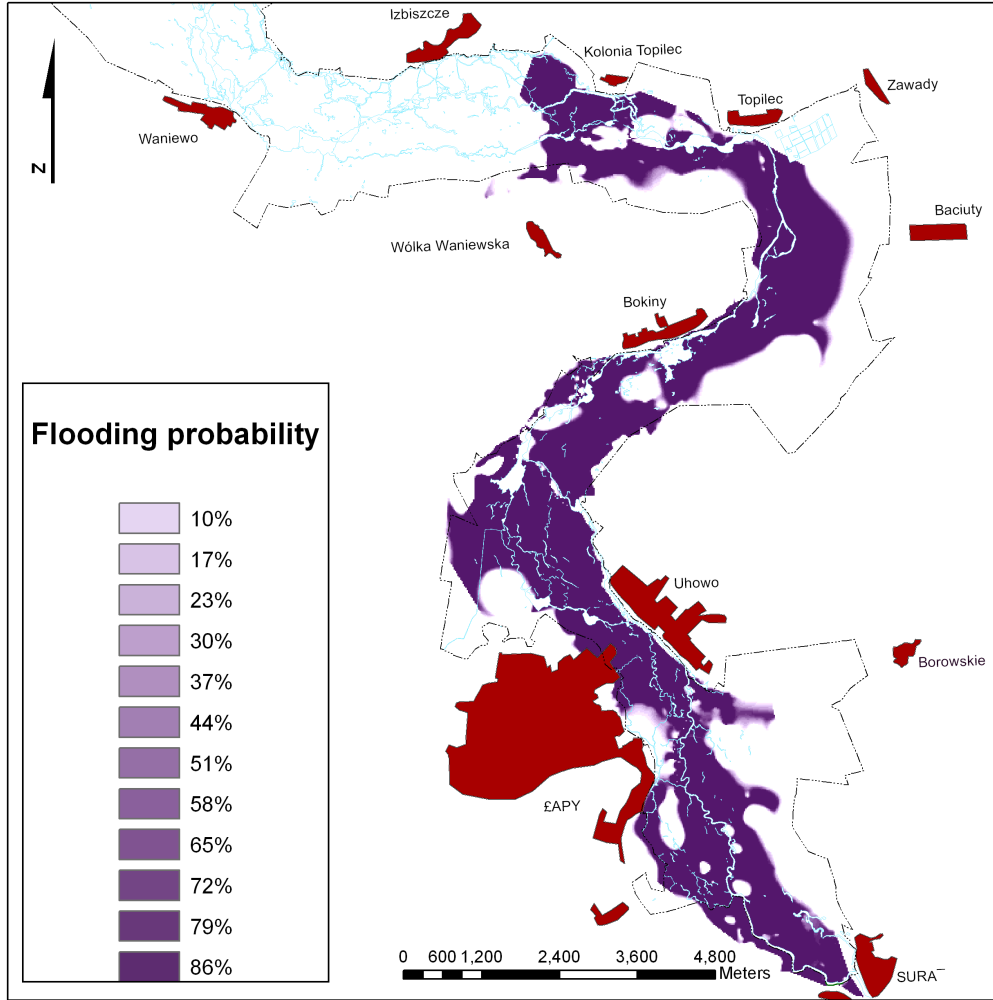 Izbiszcze
Kolonia Topilec
Zawady
Topilec
Waniewo
N
Baciuty
Wólka Waniewska
Bokiny
Flooding probability
10%
17%
23%
30%
37%
44%
51%
58%
65%
72%
79%
86%
Uhowo
Borowskie
£APY
0 600 1,200 2,400 3,600 4,800
Meters
SURA¯